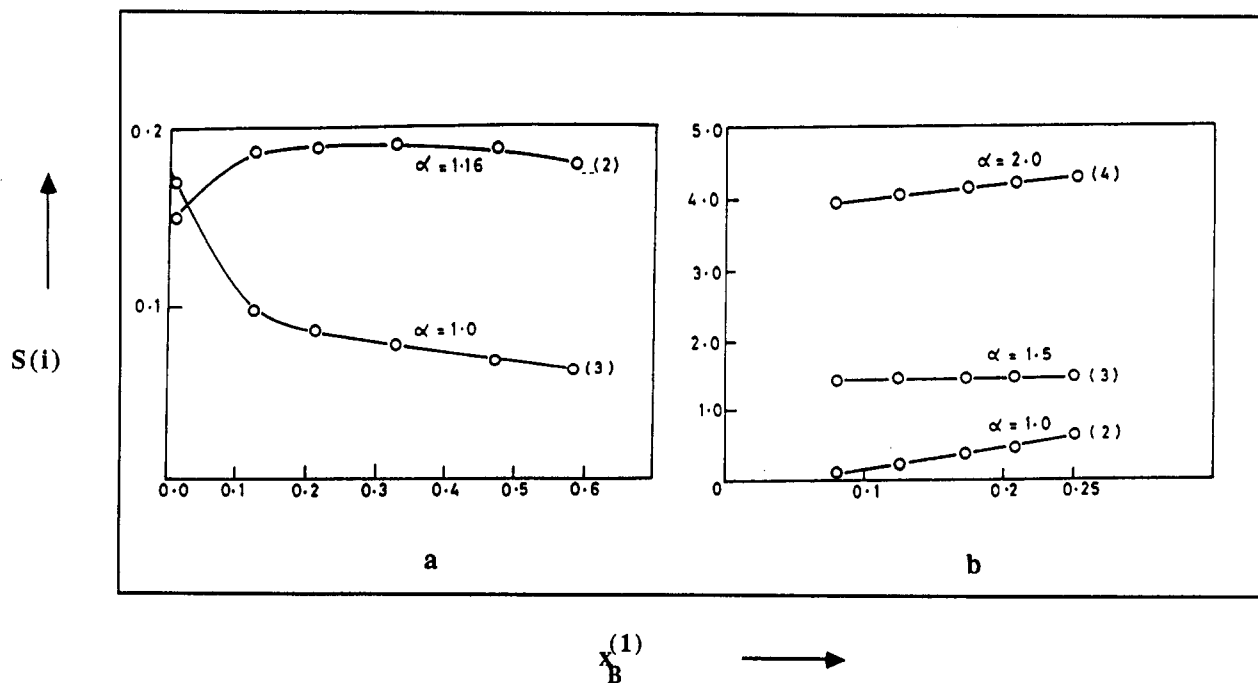 S(i)
0·2
0·1
α = 1·16
(2)
α = 1·0
(3)
0·0 0·1 0·2 0·3 0·4 0·5 0·6
a
5·0
4·0
3·0
2·0
1·0
0
α = 2·0
(4)
α = 1·5
(3)
α = 1·0
(2)
0·1 0·2 0·25
b
x_B^(1)